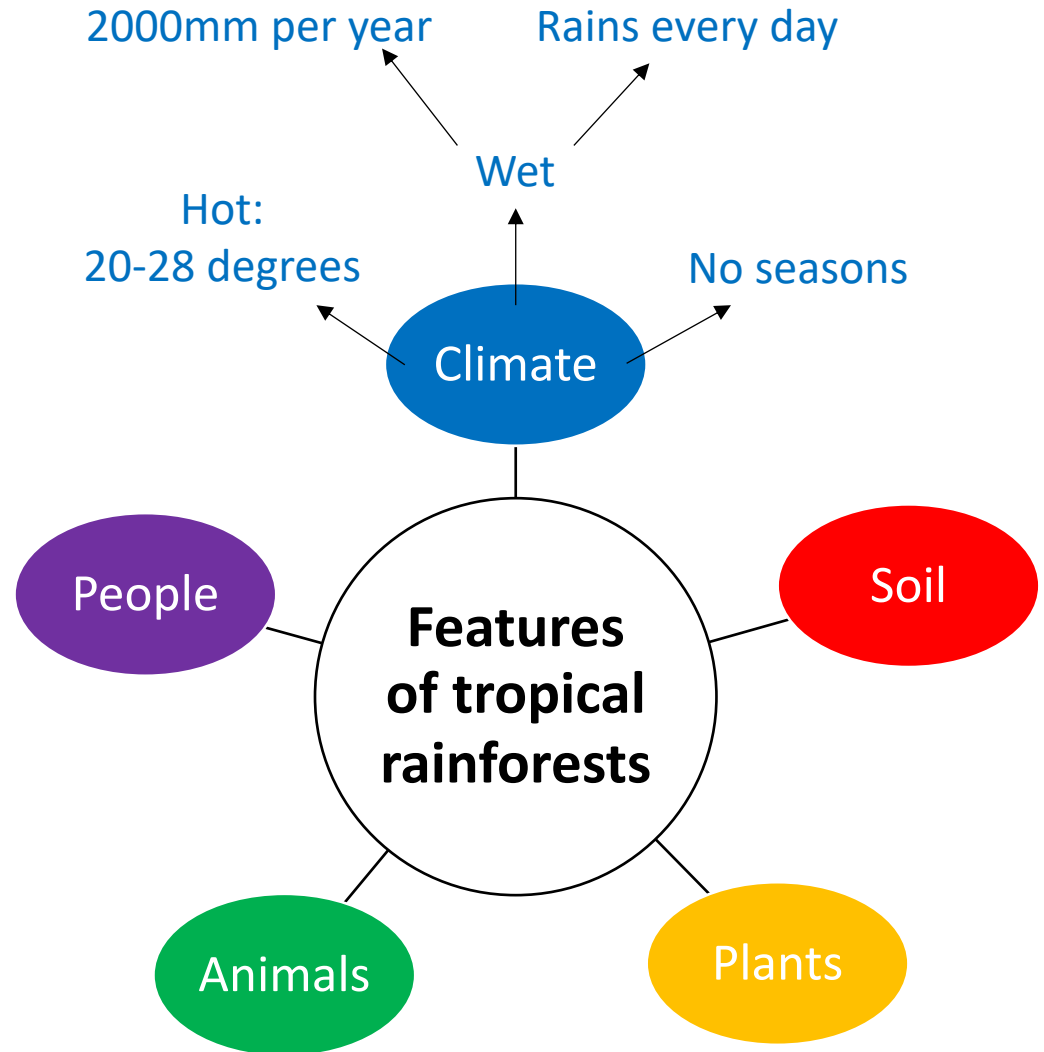 2000mm per year
Rains every day
Wet
Hot:
20-28 degrees
No seasons
Climate
People
Soil
Features
of tropical
rainforests
Animals
Plants